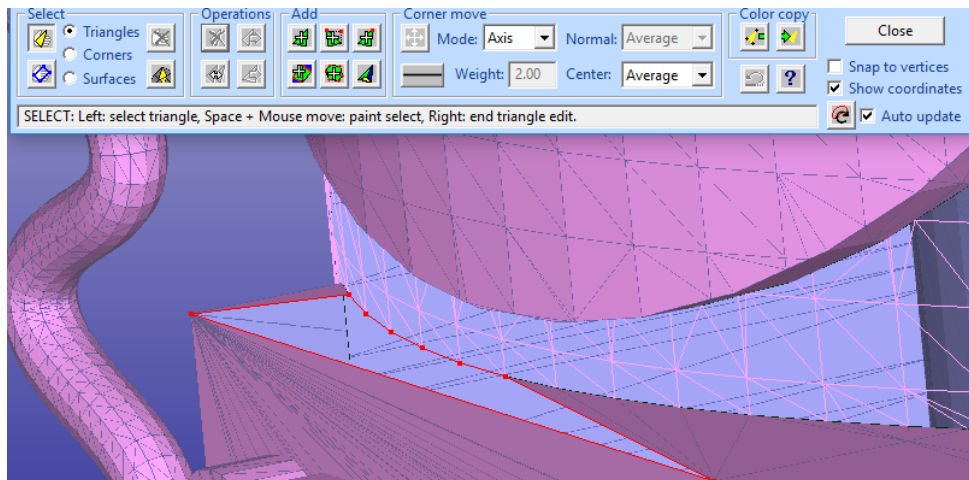 Select
Operations
Add
Corner move
Color copy
Triangles
Corners
Surfaces
Mode: Axis
Normal: Average
Weight: 2.00
Center: Average
Close
Snap to vertices
Show coordinates
Auto update
SELECT: Left: select triangle, Space + Mouse move: paint select, Right: end triangle edit.